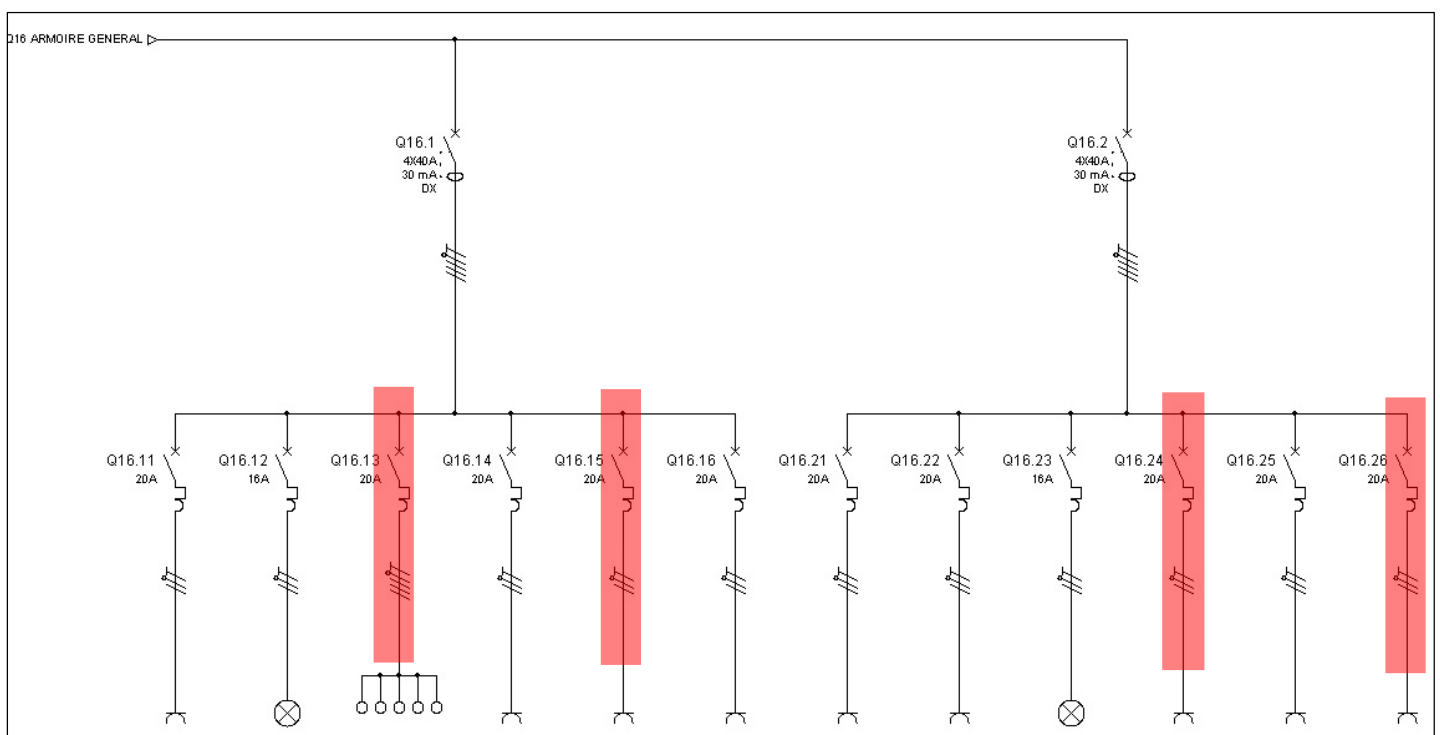 Q16 ARMOIRE GENERAL
Q16.1
4X40A
30 mA
DX
Q16.2
4X40A
30 mA
DX
Q16.11
20A
Q16.12
16A
Q16.13
20A
Q16.14
20A
Q16.15
20A
Q16.16
20A
Q16.21
20A
Q16.22
20A
Q16.23
16A
Q16.24
20A
Q16.25
20A
Q16.26
20A